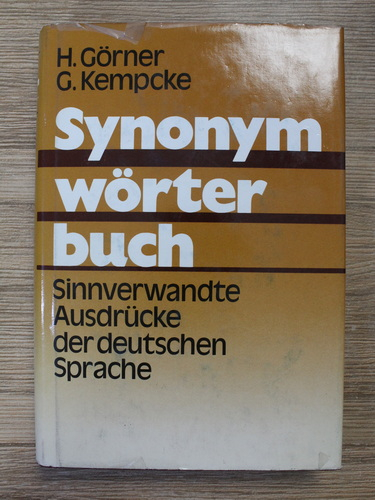 H. Görner
G. Kempcke
Synonym
wörter
buch
Sinnverwandte
Ausdrücke
der deutschen
Sprache